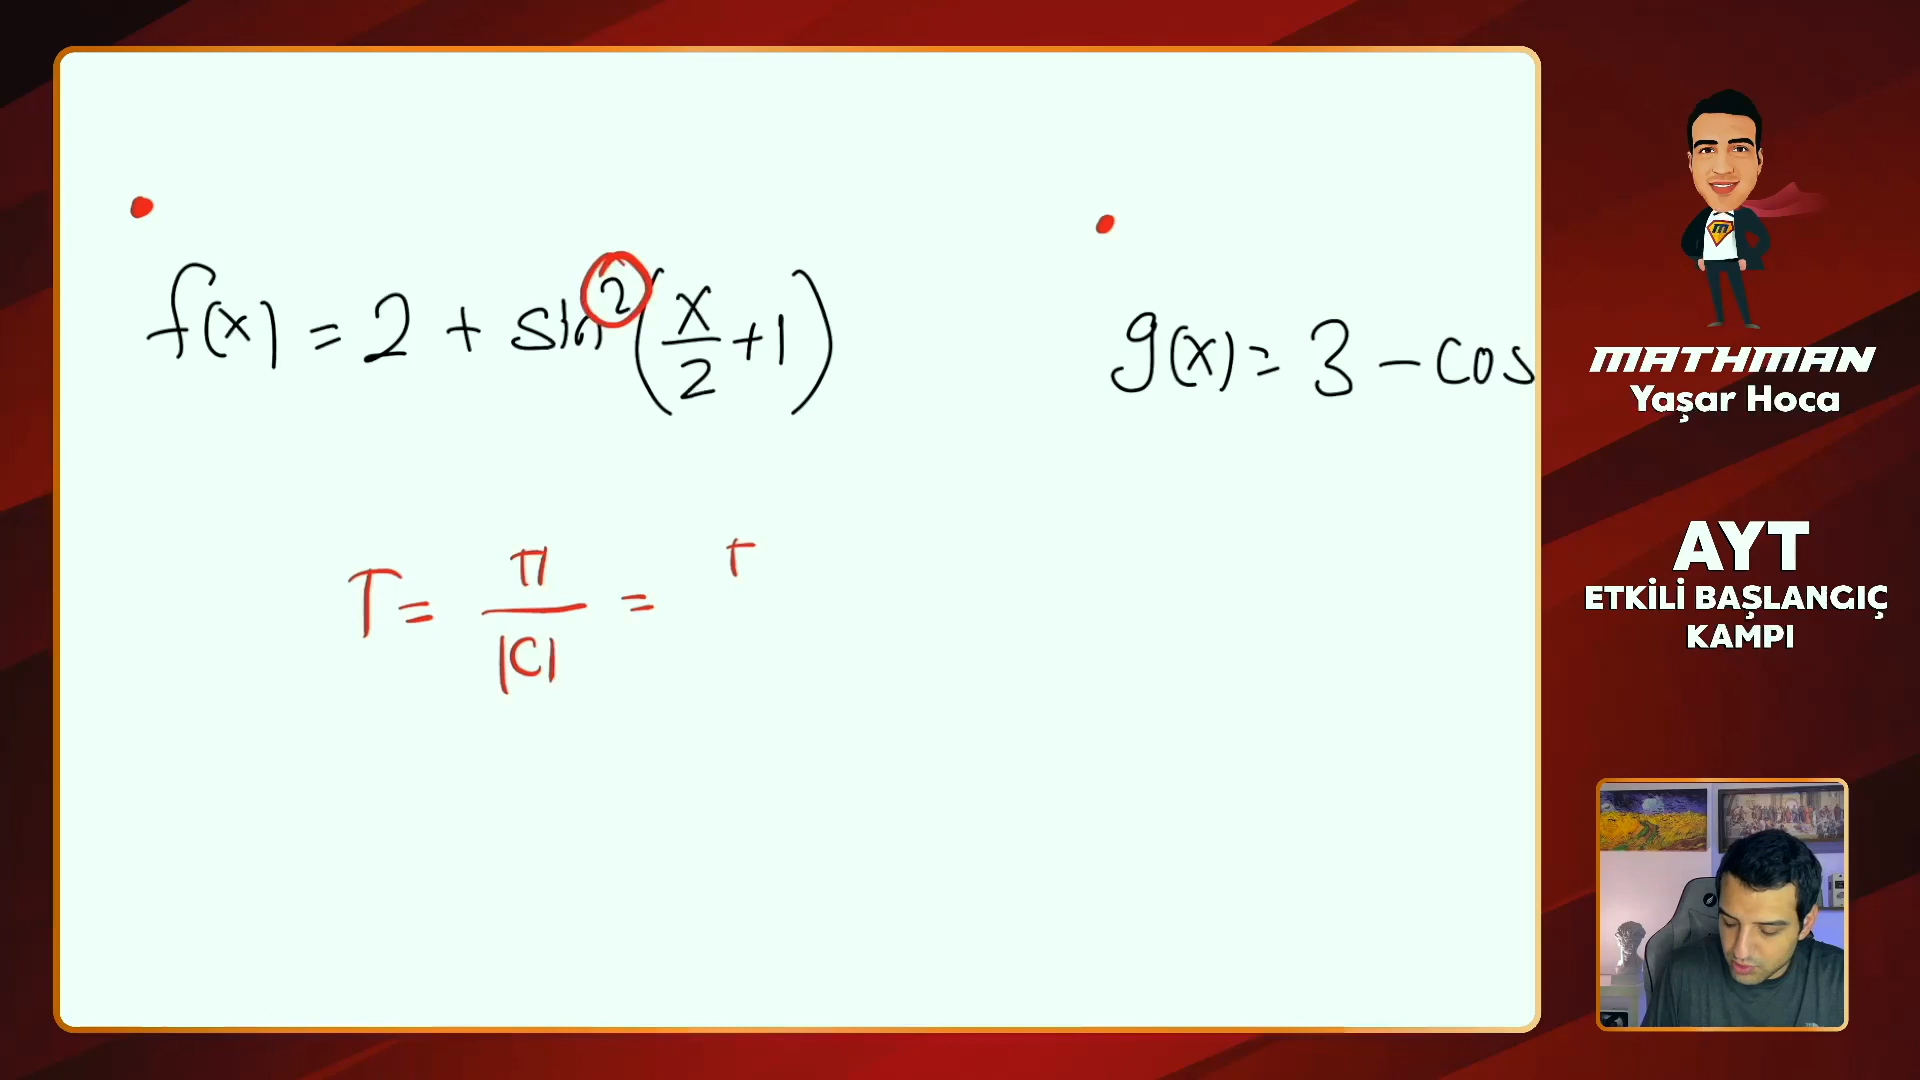 f(x) = 2 + sin²(x/2 + 1)
g(x) = 3 - cos
T = π/|C| =
MATHMAN
Yaşar Hoca
AYT
ETKİLİ BAŞLANGIÇ
KAMPI